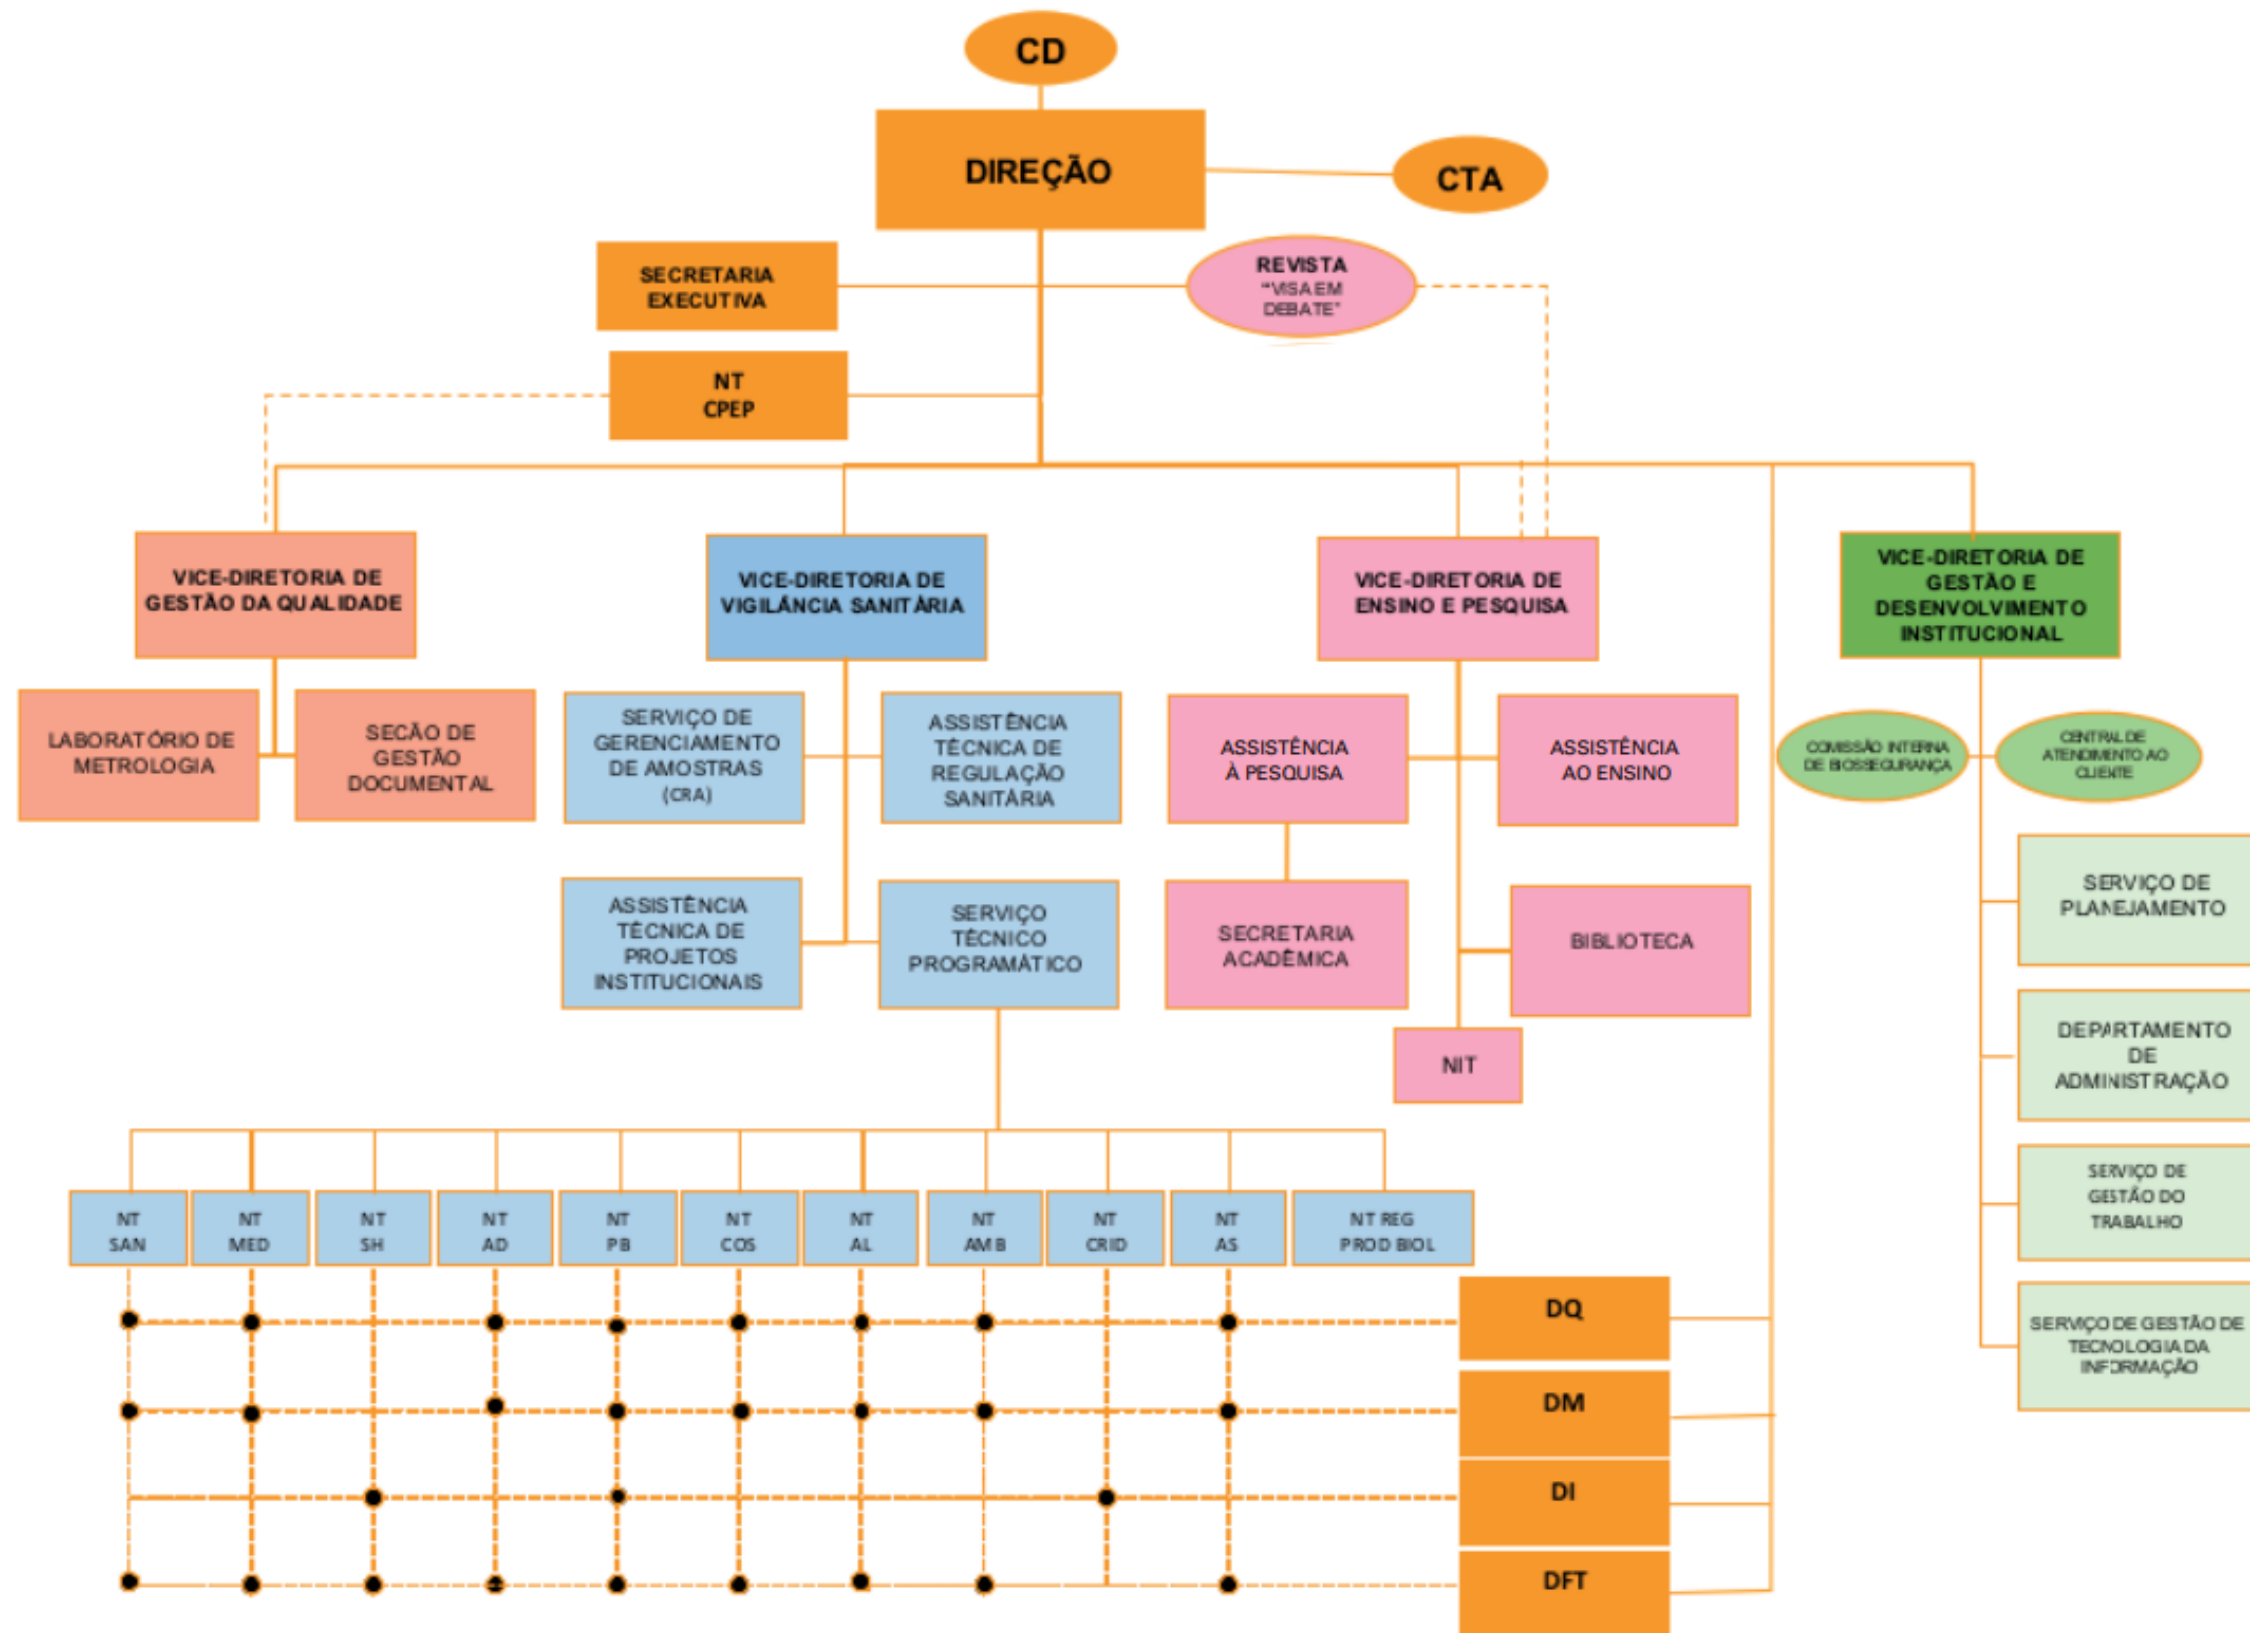 CD
DIREÇÃO
CTA
SECRETARIA
EXECUTIVA
REVISTA
"VISA EM
DEBATE"
NT
CPEP
VICE-DIRETORIA DE
GESTÃO DA QUALIDADE
VICE-DIRETORIA DE
VIGILÂNCIA SANITÁRIA
VICE-DIRETORIA DE
ENSINO E PESQUISA
VICE-DIRETORIA DE
GESTÃO E
DESENVOLVIMENTO
INSTITUCIONAL
LABORATÓRIO DE
METROLOGIA
SECÃO DE
GESTÃO
DOCUMENTAL
SERVIÇO DE
GERENCIAMENTO
DE AMOSTRAS
(CRA)
ASSISTÊNCIA
TÉCNICA DE
REGULAÇÃO
SANITÁRIA
ASSISTÊNCIA
À PESQUISA
ASSISTÊNCIA
AO ENSINO
COMISSÃO INTERNA
DE BIOSSEGURANÇA
CENTRAL DE
ATENDIMENTO AO
CLIENTE
ASSISTÊNCIA
TÉCNICA DE
PROJETOS
INSTITUCIONAIS
SERVIÇO
TÉCNICO
PROGRAMÁTICO
SECRETARIA
ACADÊMICA
BIBLIOTECA
NIT
SERVIÇO DE
PLANEJAMENTO
DEPARTAMENTO
DE
ADMINISTRAÇÃO
SERVIÇO DE
GESTÃO DO
TRABALHO
SERVIÇO DE GESTÃO DE
TECNOLOGIA DA
INFORMAÇÃO
NT
SAN
NT
MED
NT
SH
NT
AD
NT
PB
NT
COS
NT
AL
NT
AMB
NT
CRID
NT
AS
NT REG
PROD BIOL
DQ
DM
DI
DFT